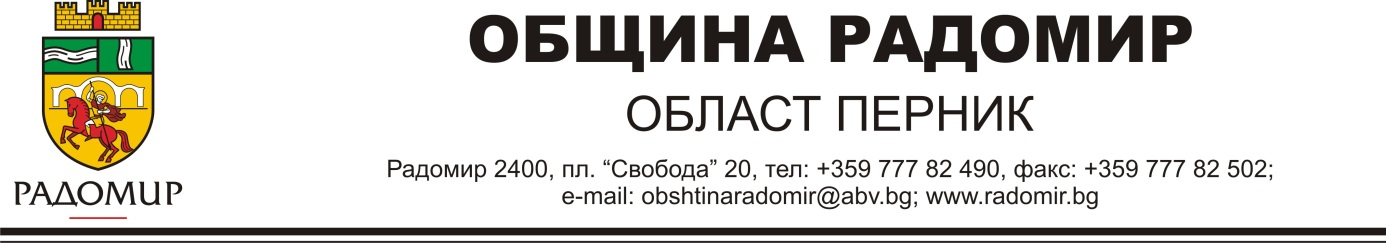 РАДОМИР
ОБЩИНА РАДОМИР
ОБЛАСТ ПЕРНИК
Радомир 2400, пл. “Свобода” 20, тел: +359 777 82 490, факс: +359 777 82 502;
e-mail: obshtinaradomir@abv.bg; www.radomir.bg